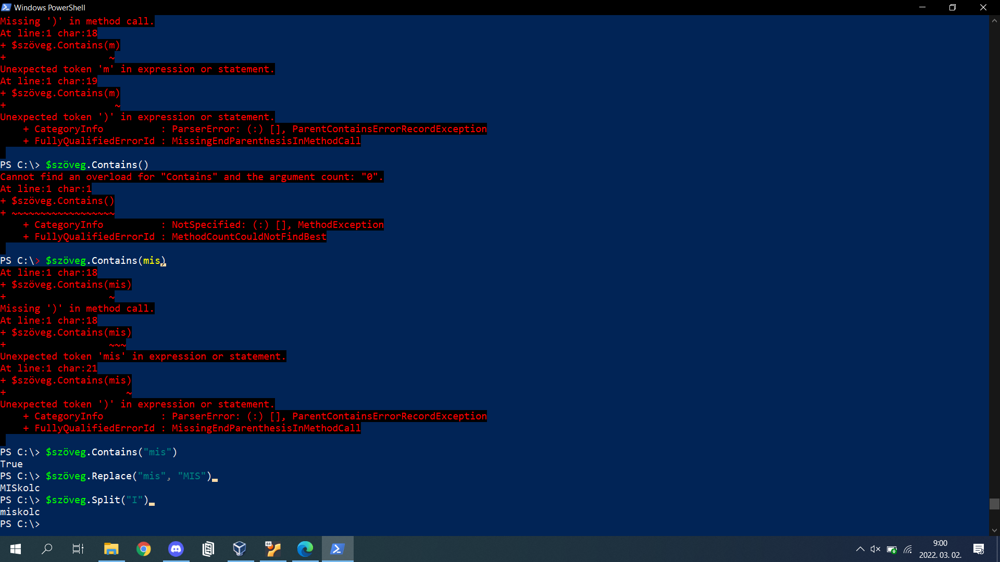 Windows PowerShell
Missing ')' in method call.
At line:1 char:18
+ $szöveg.Contains(m)
+                  ~
Unexpected token 'm' in expression or statement.
At line:1 char:19
+ $szöveg.Contains(m)
+                   ~
Unexpected token ')' in expression or statement.
    + CategoryInfo          : ParserError: (:) [], ParentContainsErrorRecordException
    + FullyQualifiedErrorId : MissingEndParenthesisInMethodCall
PS C:\> $szöveg.Contains()
Cannot find an overload for "Contains" and the argument count: "0".
At line:1 char:1
+ $szöveg.Contains()
+ ~~~~~~~~~~~~~~~~~~
    + CategoryInfo          : NotSpecified: (:) [], MethodException
    + FullyQualifiedErrorId : MethodCountCouldNotFindBest
PS C:\> $szöveg.Contains(mis)
At line:1 char:18
+ $szöveg.Contains(mis)
+                  ~
Missing ')' in method call.
At line:1 char:18
+ $szöveg.Contains(mis)
+                  ~~~
Unexpected token 'mis' in expression or statement.
At line:1 char:21
+ $szöveg.Contains(mis)
+                     ~
Unexpected token ')' in expression or statement.
    + CategoryInfo          : ParserError: (:) [], ParentContainsErrorRecordException
    + FullyQualifiedErrorId : MissingEndParenthesisInMethodCall
PS C:\> $szöveg.Contains("mis")
True
PS C:\> $szöveg.Replace("mis", "MIS")
MISkolc
PS C:\> $szöveg.Split("I")
miskolc
PS C:\>
64
9:00
2022. 03. 02.